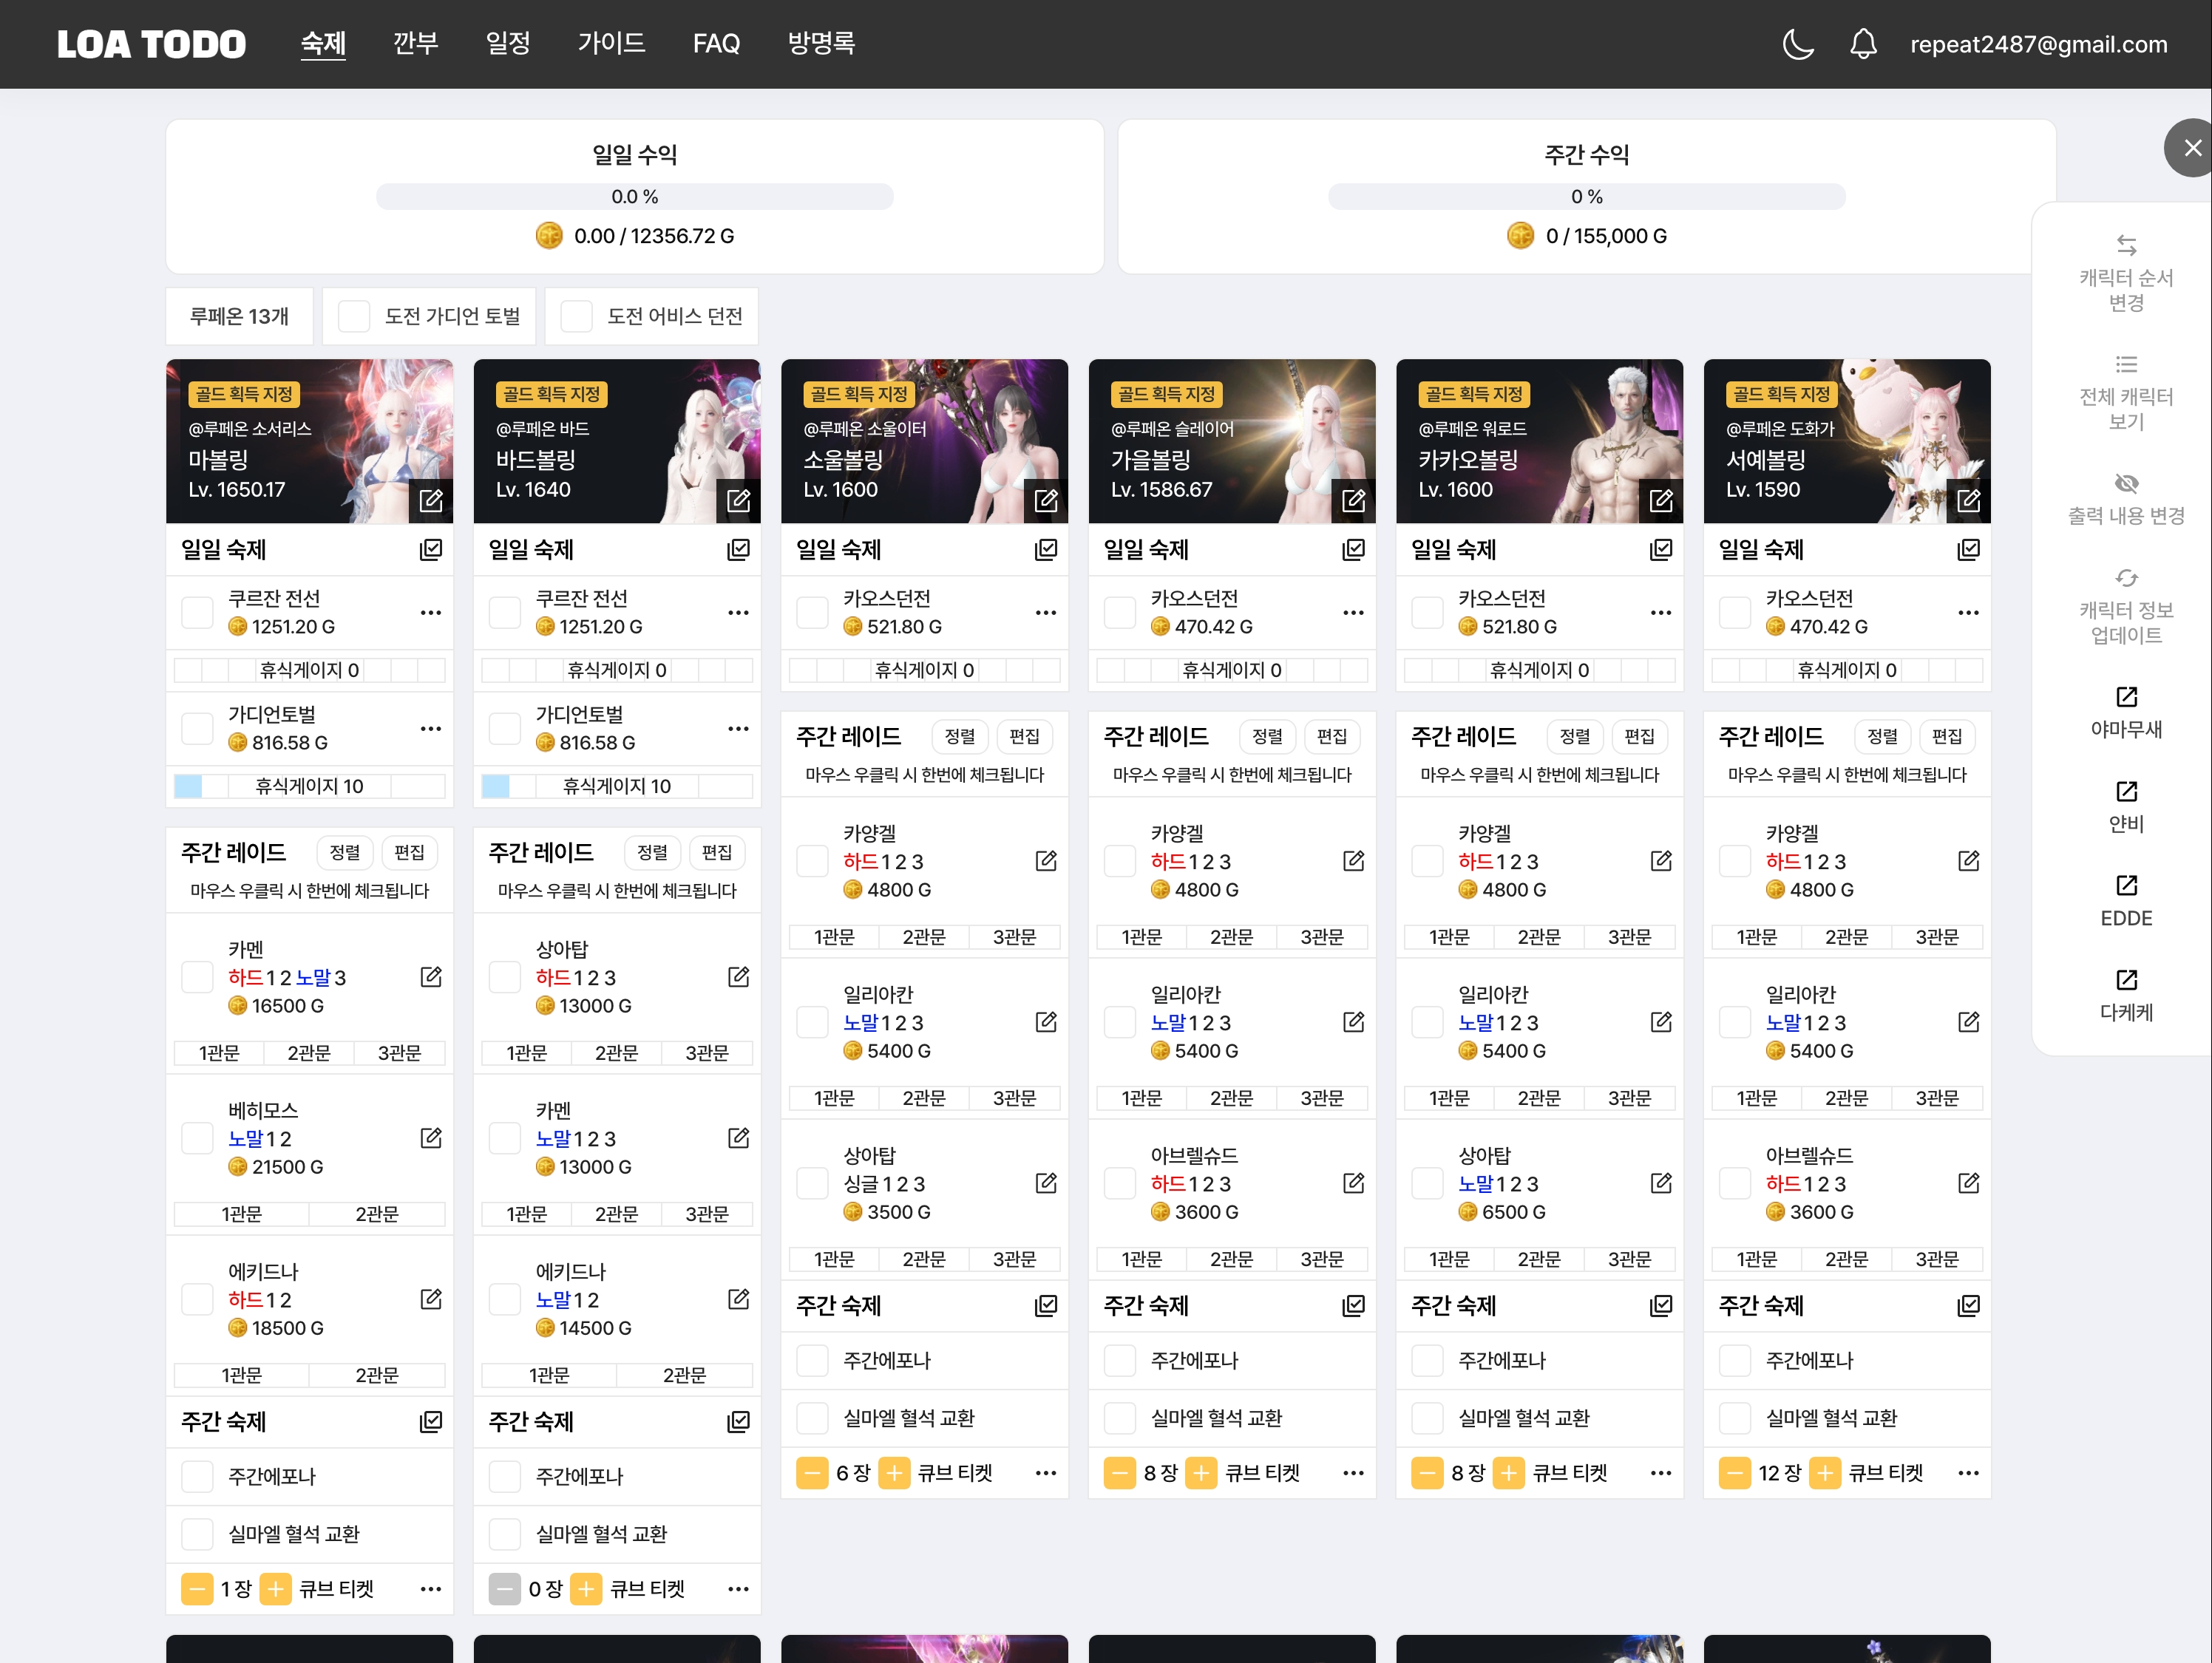 LOA TODO 숙제 깐부 일정 가이드 FAQ 방명록 repeat2487@gmail.com
일일 수익
0.0 %
0.00 / 12356.72 G
주간 수익
0 %
0 / 155,000 G
루페온 13개 도전 가디언 토벌 도전 어비스 던전
골드 획득 지정
@루페온 소서리스
마볼링
Lv. 1650.17
일일 숙제
쿠르잔 전선
1251.20 G
휴식게이지 0
가디언토벌
816.58 G
휴식게이지 10
주간 레이드 정렬 편집
마우스 우클릭 시 한번에 체크됩니다
카멘
하드 1 2 노말 3
16500 G
1관문 2관문 3관문
베히모스
노말 1 2
21500 G
1관문 2관문
에키드나
하드 1 2
18500 G
1관문 2관문
주간 숙제
주간에포나
실마엘 혈석 교환
1 장 큐브 티켓
골드 획득 지정
@루페온 바드
바드볼링
Lv. 1640
일일 숙제
쿠르잔 전선
1251.20 G
휴식게이지 0
가디언토벌
816.58 G
휴식게이지 10
주간 레이드 정렬 편집
마우스 우클릭 시 한번에 체크됩니다
상아탑
하드 1 2 3
13000 G
1관문 2관문 3관문
카멘
노말 1 2 3
13000 G
1관문 2관문 3관문
에키드나
노말 1 2
14500 G
1관문 2관문
주간 숙제
주간에포나
실마엘 혈석 교환
0 장 큐브 티켓
골드 획득 지정
@루페온 소울이터
소울볼링
Lv. 1600
일일 숙제
카오스던전
521.80 G
휴식게이지 0
주간 레이드 정렬 편집
마우스 우클릭 시 한번에 체크됩니다
카양겔
하드 1 2 3
4800 G
1관문 2관문 3관문
일리아칸
노말 1 2 3
5400 G
1관문 2관문 3관문
상아탑
싱글 1 2 3
3500 G
1관문 2관문 3관문
주간 숙제
주간에포나
실마엘 혈석 교환
6 장 큐브 티켓
골드 획득 지정
@루페온 슬레이어
가을볼링
Lv. 1586.67
일일 숙제
카오스던전
470.42 G
휴식게이지 0
주간 레이드 정렬 편집
마우스 우클릭 시 한번에 체크됩니다
카양겔
하드 1 2 3
4800 G
1관문 2관문 3관문
일리아칸
노말 1 2 3
5400 G
1관문 2관문 3관문
아브렐슈드
하드 1 2 3
3600 G
1관문 2관문 3관문
주간 숙제
주간에포나
실마엘 혈석 교환
8 장 큐브 티켓
골드 획득 지정
@루페온 워로드
카카오볼링
Lv. 1600
일일 숙제
카오스던전
521.80 G
휴식게이지 0
주간 레이드 정렬 편집
마우스 우클릭 시 한번에 체크됩니다
카양겔
하드 1 2 3
4800 G
1관문 2관문 3관문
일리아칸
노말 1 2 3
5400 G
1관문 2관문 3관문
상아탑
노말 1 2 3
6500 G
1관문 2관문 3관문
주간 숙제
주간에포나
실마엘 혈석 교환
8 장 큐브 티켓
골드 획득 지정
@루페온 도화가
서예볼링
Lv. 1590
일일 숙제
카오스던전
470.42 G
휴식게이지 0
주간 레이드 정렬 편집
마우스 우클릭 시 한번에 체크됩니다
카양겔
하드 1 2 3
4800 G
1관문 2관문 3관문
일리아칸
노말 1 2 3
5400 G
1관문 2관문 3관문
아브렐슈드
하드 1 2 3
3600 G
1관문 2관문 3관문
주간 숙제
주간에포나
실마엘 혈석 교환
12 장 큐브 티켓
캐릭터 순서
변경
전체 캐릭터
보기
출력 내용 변경
캐릭터 정보
업데이트
야마무새
얀비
EDDE
다케케